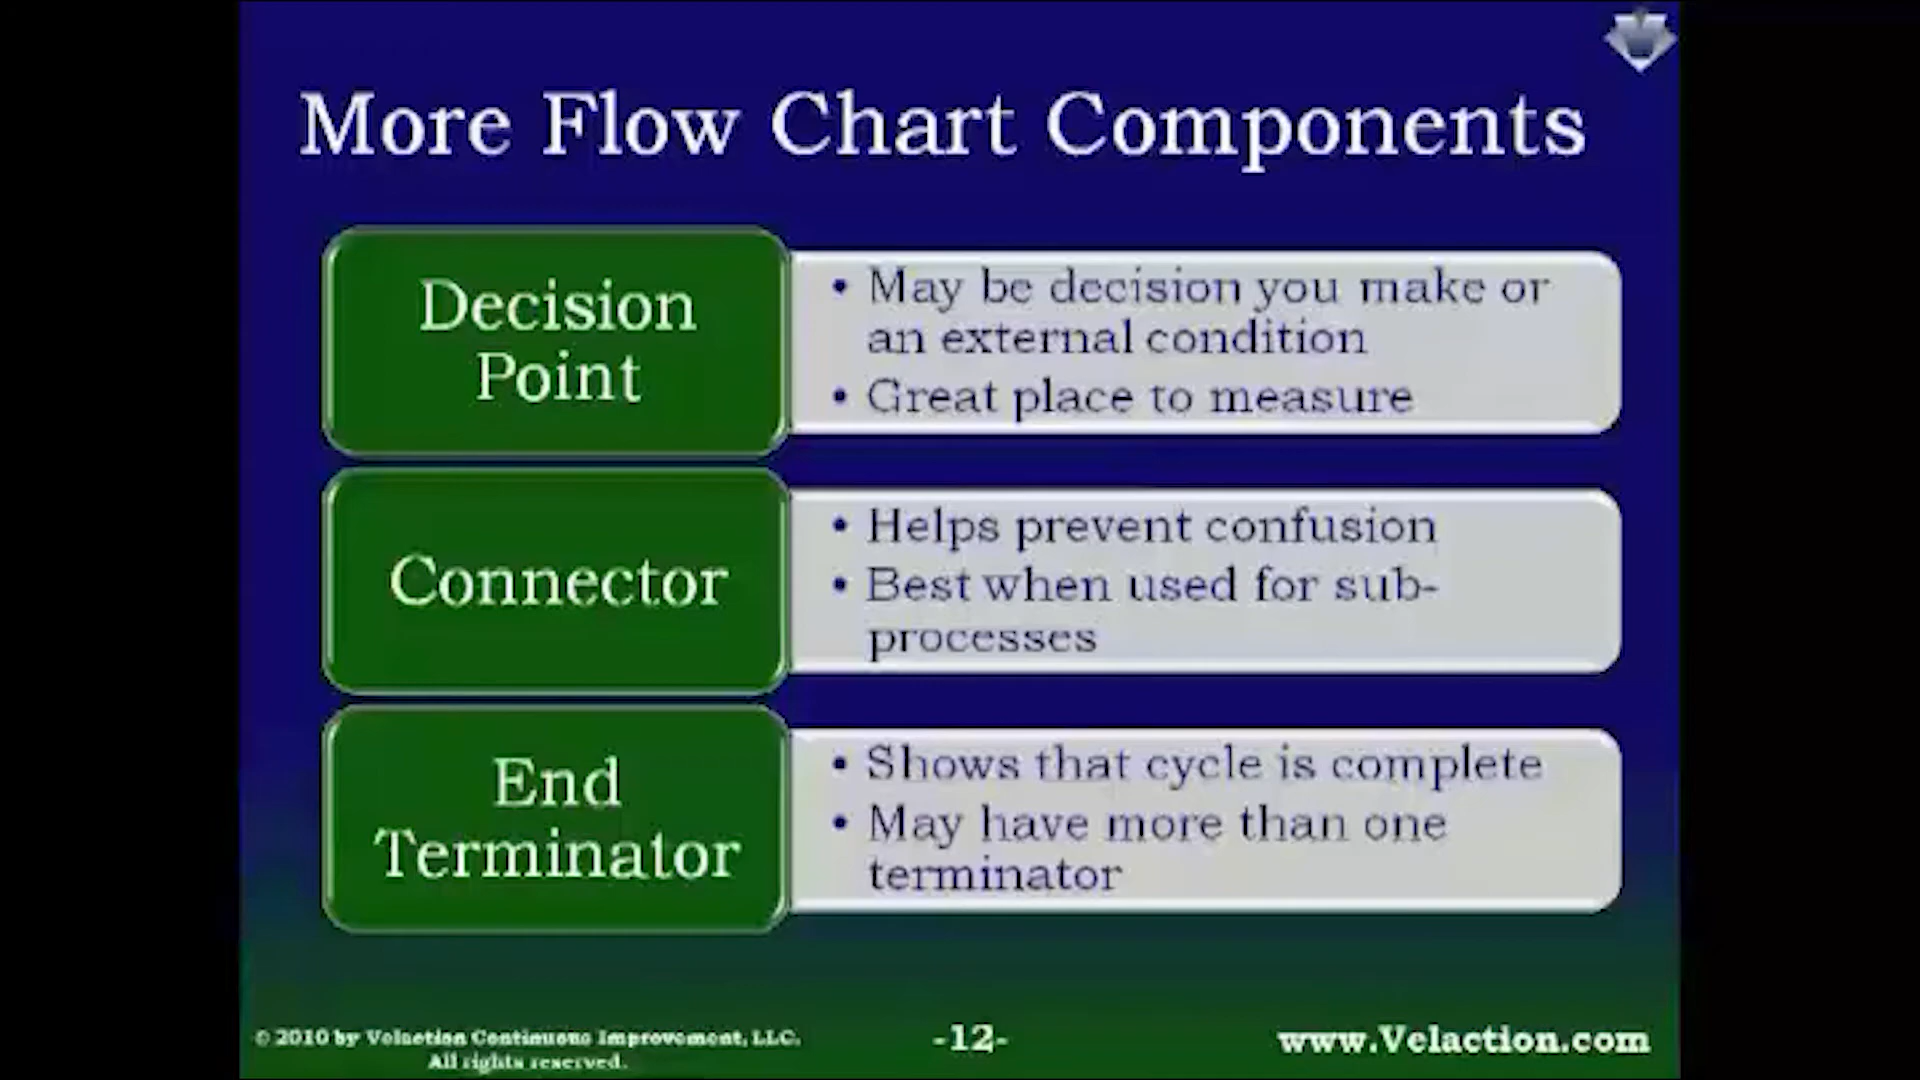 More Flow Chart Components
Decision
Point
• May be decision you make or
an external condition
• Great place to measure
Connector
• Helps prevent confusion
• Best when used for sub-
processes
End
Terminator
• Shows that cycle is complete
• May have more than one
terminator
© 2010 by Velaction Continuous Improvement, LLC.
All rights reserved.
-12-
www.Velaction.com